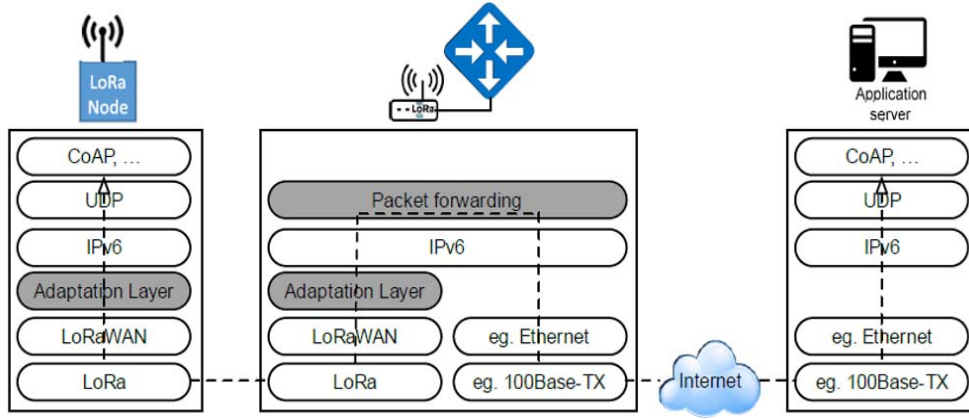 LoRa
Node
- - LoRa
Application
server
CoAP, ...
UDP
IPv6
Adaptation Layer
LoRaWAN
LoRa
Packet forwarding
IPv6
Adaptation Layer
LoRaWAN
eg. Ethernet
LoRa
eg. 100Base-TX
Internet
CoAP, ...
UDP
IPv6
eg. Ethernet
eg. 100Base-TX